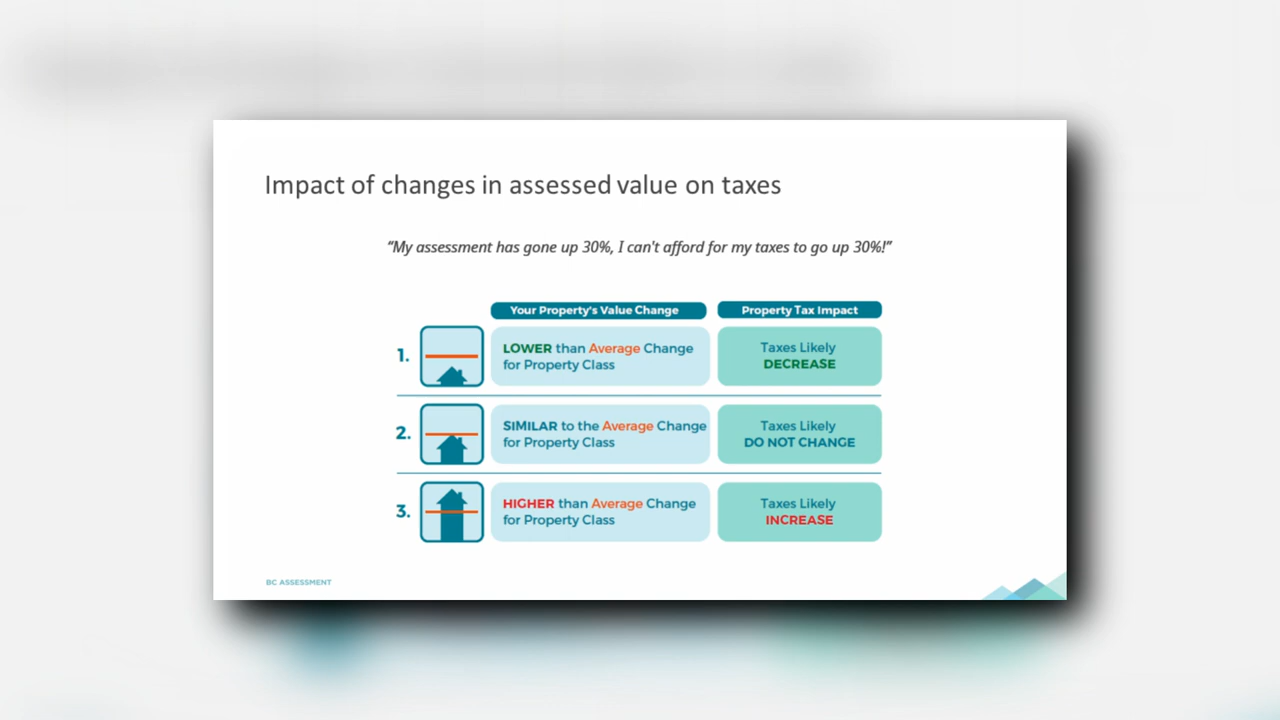 Impact of changes in assessed value on taxes
“My assessment has gone up 30%, I can't afford for my taxes to go up 30%!”
Your Property's Value Change
Property Tax Impact
1.
LOWER than Average Change
for Property Class
Taxes Likely
DECREASE
2.
SIMILAR to the Average Change
for Property Class
Taxes Likely
DO NOT CHANGE
3.
HIGHER than Average Change
for Property Class
Taxes Likely
INCREASE
BC ASSESSMENT